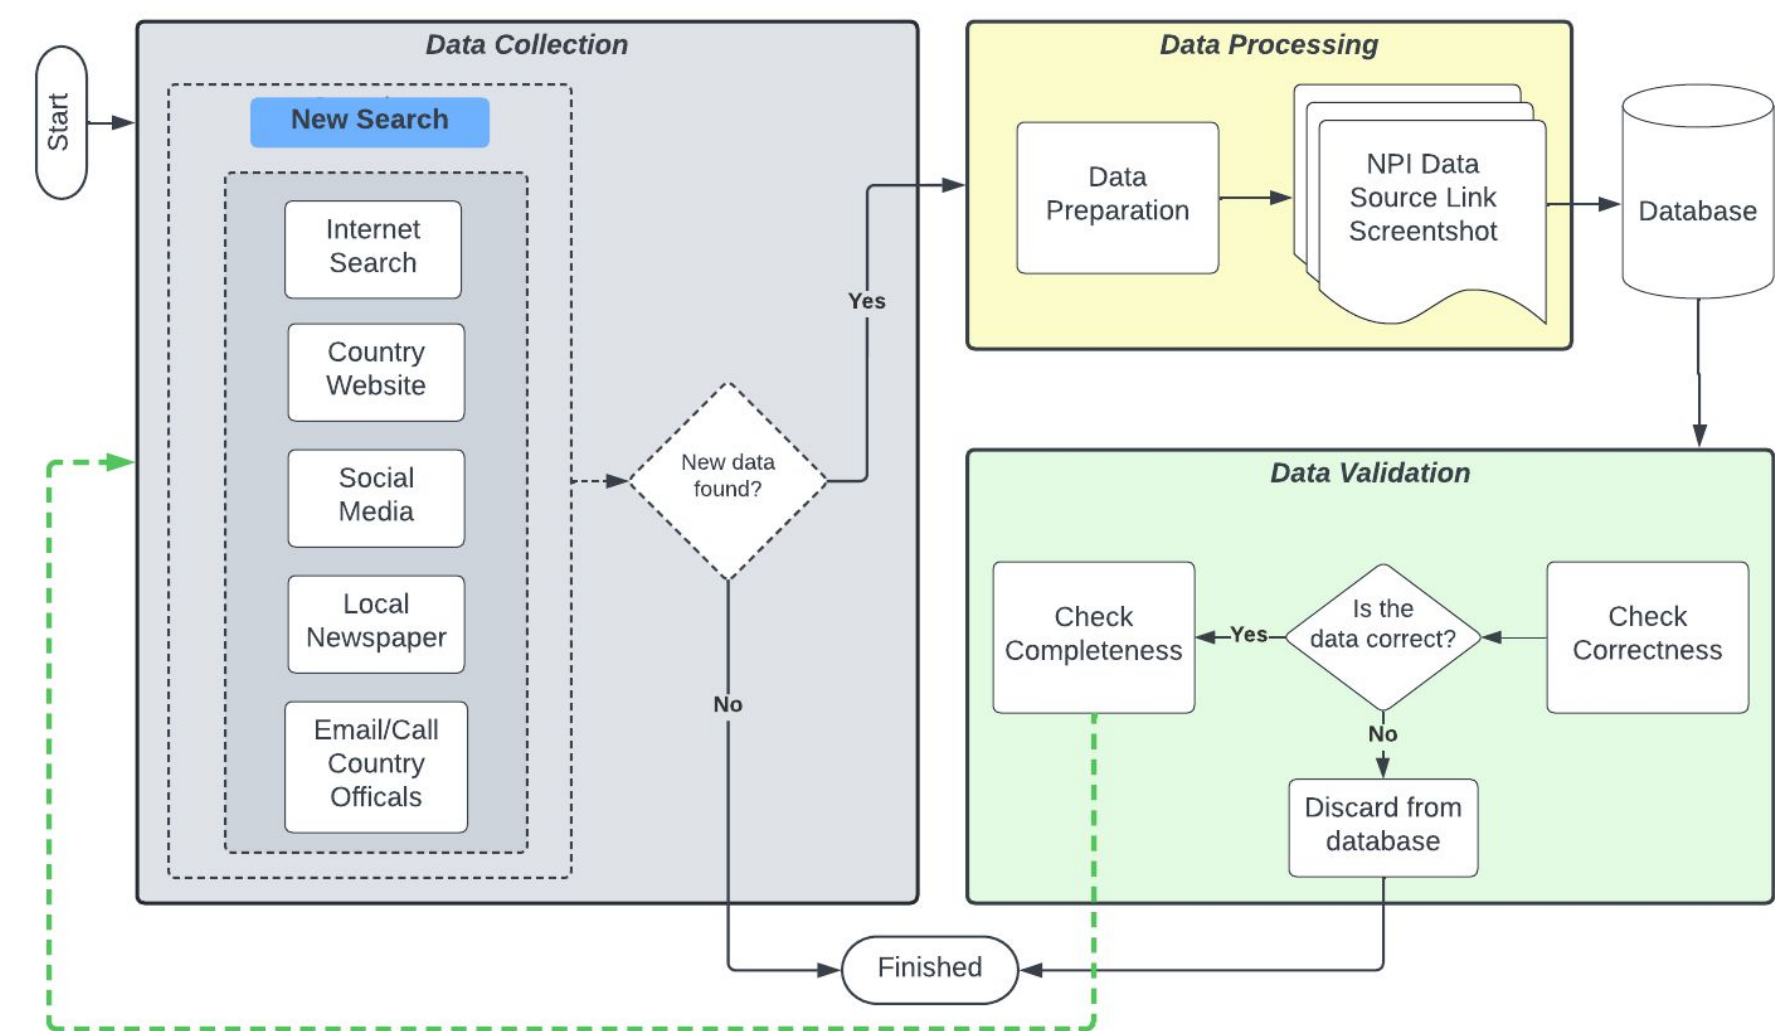 Start
Data Collection
New Search
Internet
Search
Country
Website
Social
Media
Local
Newspaper
Email/Call
Country
Officals
New data
found?
Yes
No
Data Processing
Data
Preparation
NPI Data
Source Link
Screentshot
Database
Data Validation
Check
Correctness
Is the
data correct?
Yes
Check
Completeness
No
Discard from
database
Finished